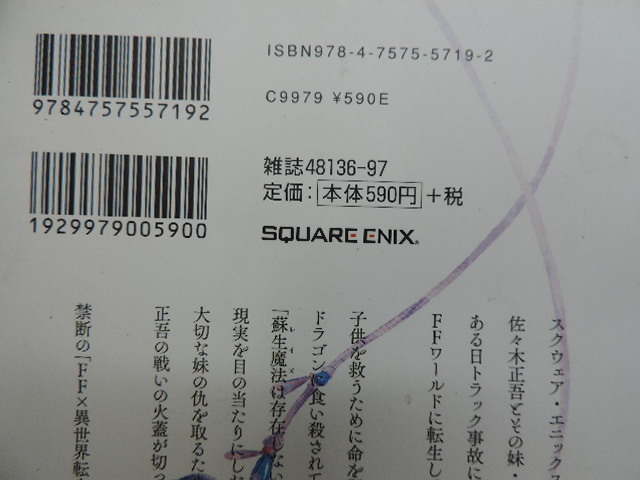 ISBN978-4-7575-5719-2
9784757557192
C9979 ¥590E
雑誌48136-97
定価：本体590円＋税
1929979005900
SQUARE ENIX®
スクウェア・エニックス
佐々木正吾とその妹・
ある日トラック事故に
FFワールドに転生し
子供を救うために命を
ドラゴンに食い殺され
「蘇生魔法は存在しない
レイズ
現実を目の当たりにし
大切な妹の仇を取るた
正吾の戦いの火蓋が切っ
禁断の「FF×異世界転